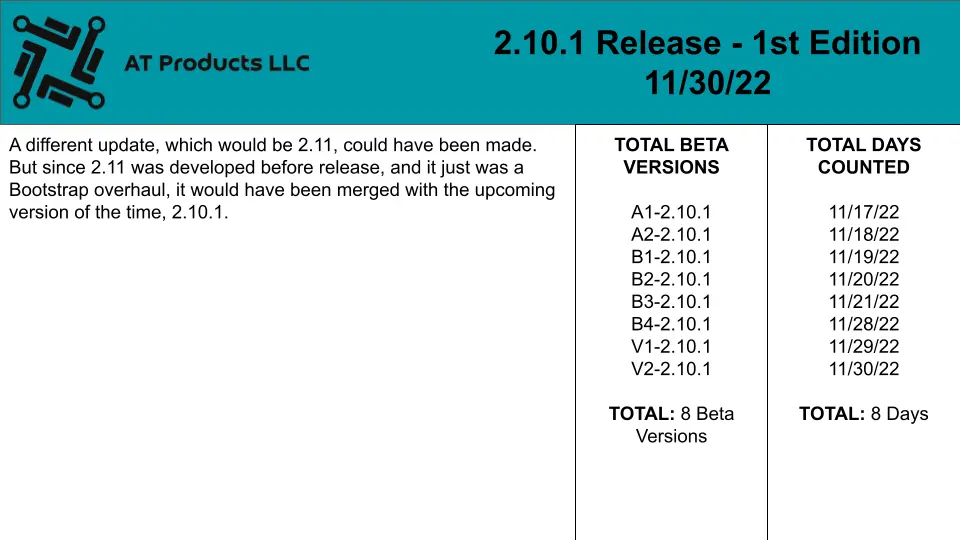 AT Products LLC
2.10.1 Release - 1st Edition
11/30/22
A different update, which would be 2.11, could have been made.
But since 2.11 was developed before release, and it just was a
Bootstrap overhaul, it would have been merged with the upcoming
version of the time, 2.10.1.
TOTAL BETA
VERSIONS
A1-2.10.1
A2-2.10.1
B1-2.10.1
B2-2.10.1
B3-2.10.1
B4-2.10.1
V1-2.10.1
V2-2.10.1
TOTAL: 8 Beta
Versions
TOTAL DAYS
COUNTED
11/17/22
11/18/22
11/19/22
11/20/22
11/21/22
11/28/22
11/29/22
11/30/22
TOTAL: 8 Days